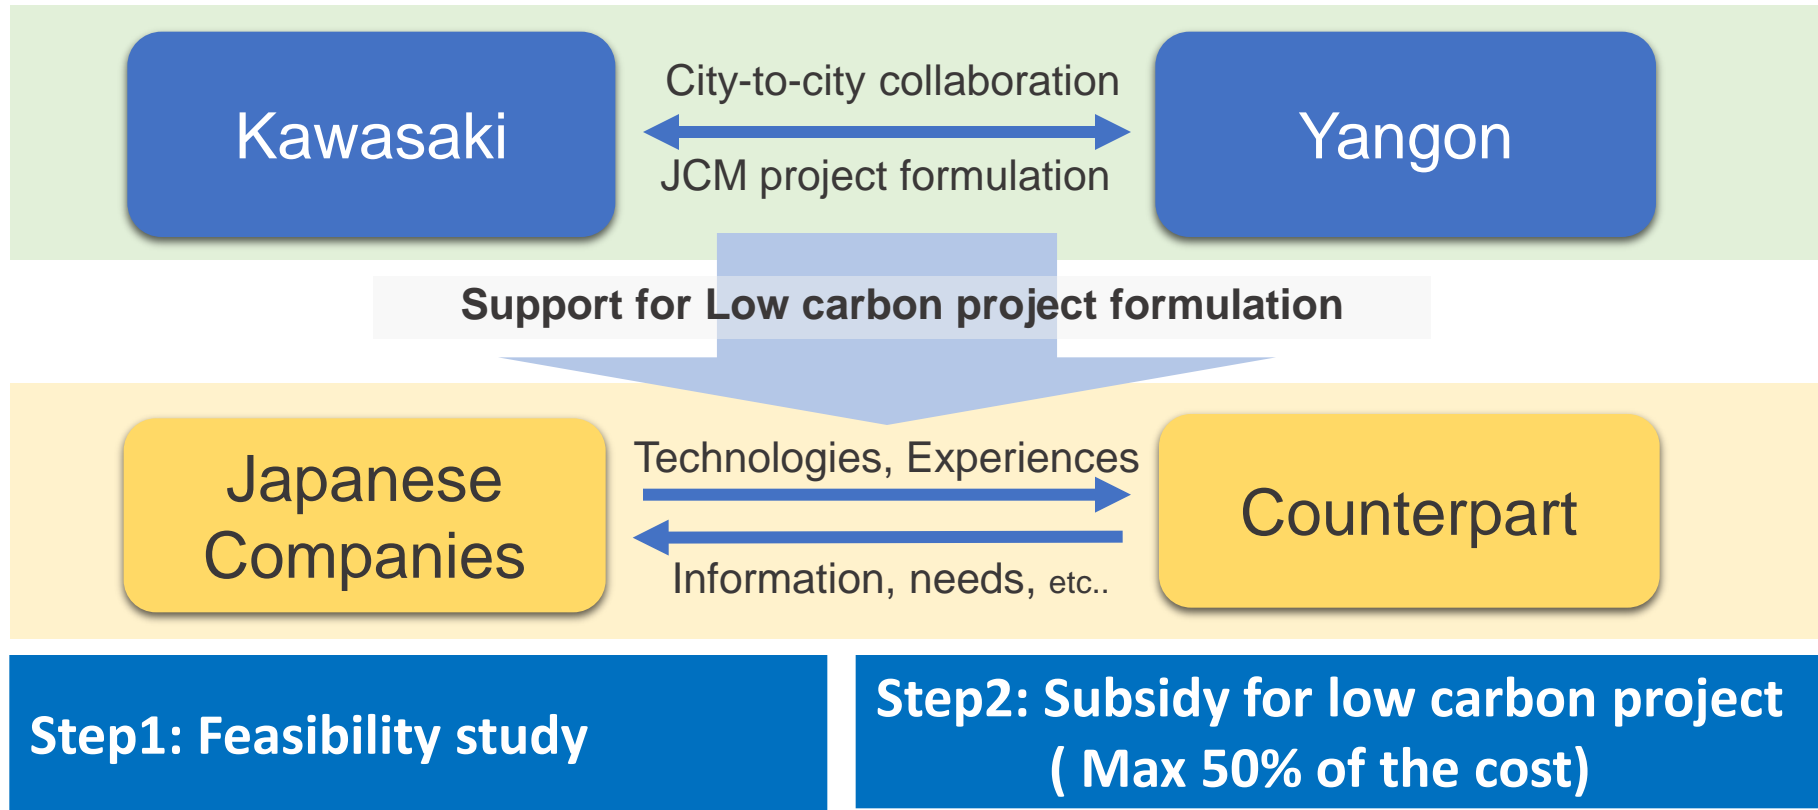 Kawasaki
City-to-city collaboration
JCM project formulation
Yangon
Support for Low carbon project formulation
Japanese
Companies
Technologies, Experiences
Information, needs, etc..
Counterpart
Step1: Feasibility study
Step2: Subsidy for low carbon project
( Max 50% of the cost)